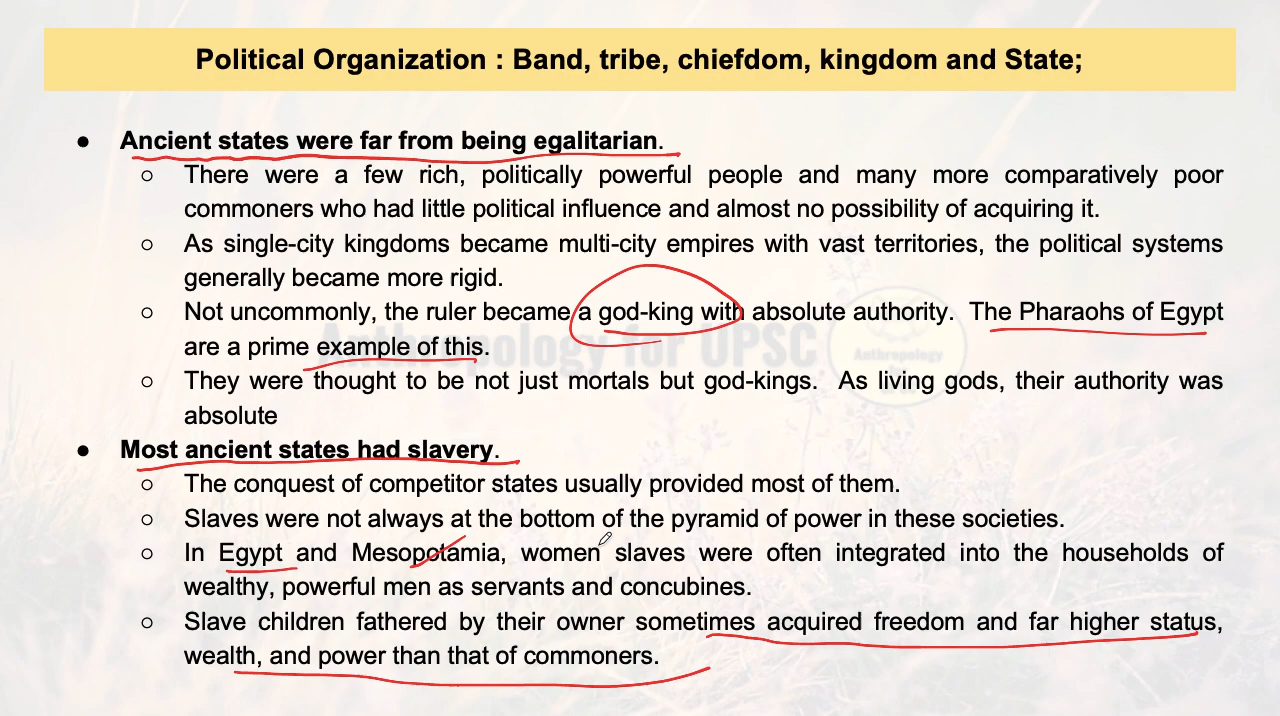 Political Organization : Band, tribe, chiefdom, kingdom and State;
● Ancient states were far from being egalitarian.
○ There were a few rich, politically powerful people and many more comparatively poor
commoners who had little political influence and almost no possibility of acquiring it.
○ As single-city kingdoms became multi-city empires with vast territories, the political systems
generally became more rigid.
○ Not uncommonly, the ruler became a god-king with absolute authority. The Pharaohs of Egypt
are a prime example of this.
Anthropology for UPSC
Anthropology
○ They were thought to be not just mortals but god-kings. As living gods, their authority was
absolute
● Most ancient states had slavery.
○ The conquest of competitor states usually provided most of them.
○ Slaves were not always at the bottom of the pyramid of power in these societies.
○ In Egypt and Mesopotamia, women slaves were often integrated into the households of
wealthy, powerful men as servants and concubines.
○ Slave children fathered by their owner sometimes acquired freedom and far higher status,
wealth, and power than that of commoners.